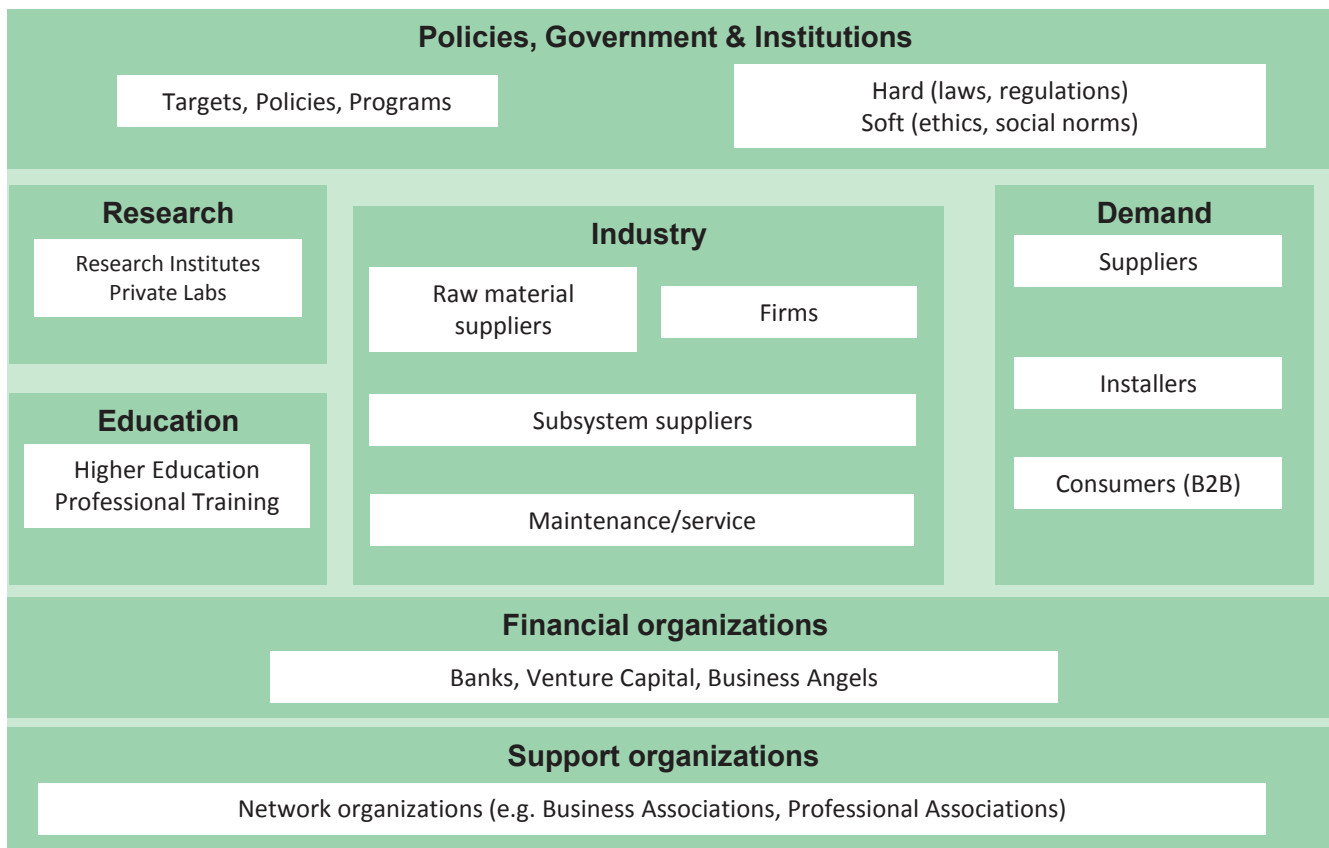 Policies, Government & Institutions
Targets, Policies, Programs
Hard (laws, regulations)
Soft (ethics, social norms)
Research
Research Institutes
Private Labs
Education
Higher Education
Professional Training
Industry
Raw material
suppliers
Firms
Subsystem suppliers
Maintenance/service
Demand
Suppliers
Installers
Consumers (B2B)
Financial organizations
Banks, Venture Capital, Business Angels
Support organizations
Network organizations (e.g. Business Associations, Professional Associations)